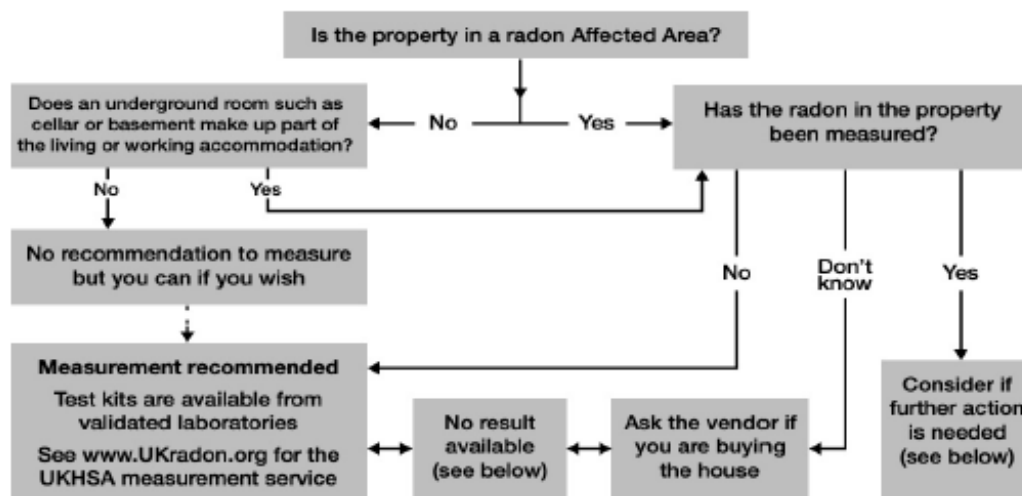 Is the property in a radon Affected Area?
Does an underground room such as
cellar or basement make up part of
the living or working accommodation?
No
Yes
Has the radon in the property
been measured?
No
Yes
No recommendation to measure
but you can if you wish
No
Don't
know
Yes
Measurement recommended
Test kits are available from
validated laboratories
See www.UKradon.org for the
UKHSA measurement service
No result
available
(see below)
Ask the vendor if
you are buying
the house
Consider if
further action
is needed
(see below)